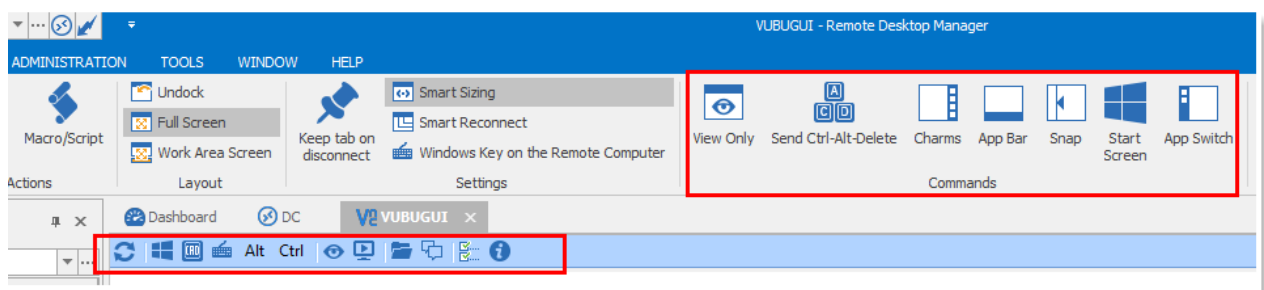 VUBUGUI - Remote Desktop Manager
ADMINISTRATION TOOLS WINDOW HELP
Macro/Script
Actions
Undock
Full Screen
Work Area Screen
Layout
Keep tab on
disconnect
Smart Sizing
Smart Reconnect
Windows Key on the Remote Computer
Settings
View Only
A
C D
Send Ctrl-Alt-Delete
Charms
App Bar
Snap
Start
Screen
App Switch
Commands
Dashboard DC V2 VUBUGUI
CAD Alt Ctrl